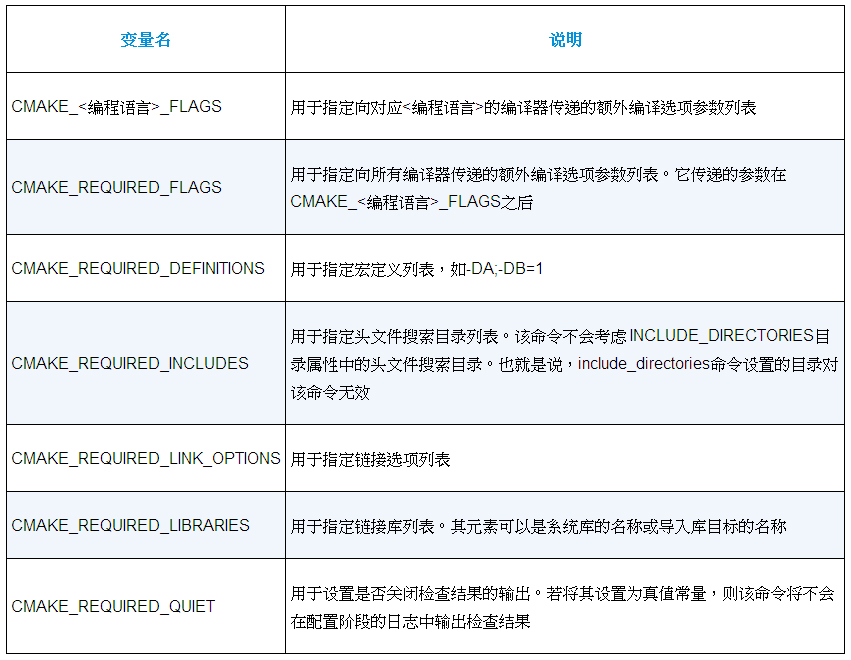 变量名 说明
CMAKE_<编程语言>_FLAGS 用于指定向对应<编程语言>的编译器传递的额外编译选项参数列表
CMAKE_REQUIRED_FLAGS
用于指定向所有编译器传递的额外编译选项参数列表。它传递的参数在
CMAKE_<编程语言>_FLAGS之后
CMAKE_REQUIRED_DEFINITIONS 用于指定宏定义列表，如-DA;-DB=1
CMAKE_REQUIRED_INCLUDES
用于指定头文件搜索目录列表。该命令不会考虑INCLUDE_DIRECTORIES目
录属性中的头文件搜索目录。也就是说，include_directories命令设置的目录对
该命令无效
CMAKE_REQUIRED_LINK_OPTIONS 用于指定链接选项列表
CMAKE_REQUIRED_LIBRARIES 用于指定链接库列表。其元素可以是系统库的名称或导入库目标的名称
CMAKE_REQUIRED_QUIET
用于设置是否关闭检查结果的输出。若将其设置为真值常量，则该命令将不会
在配置阶段的日志中输出检查结果